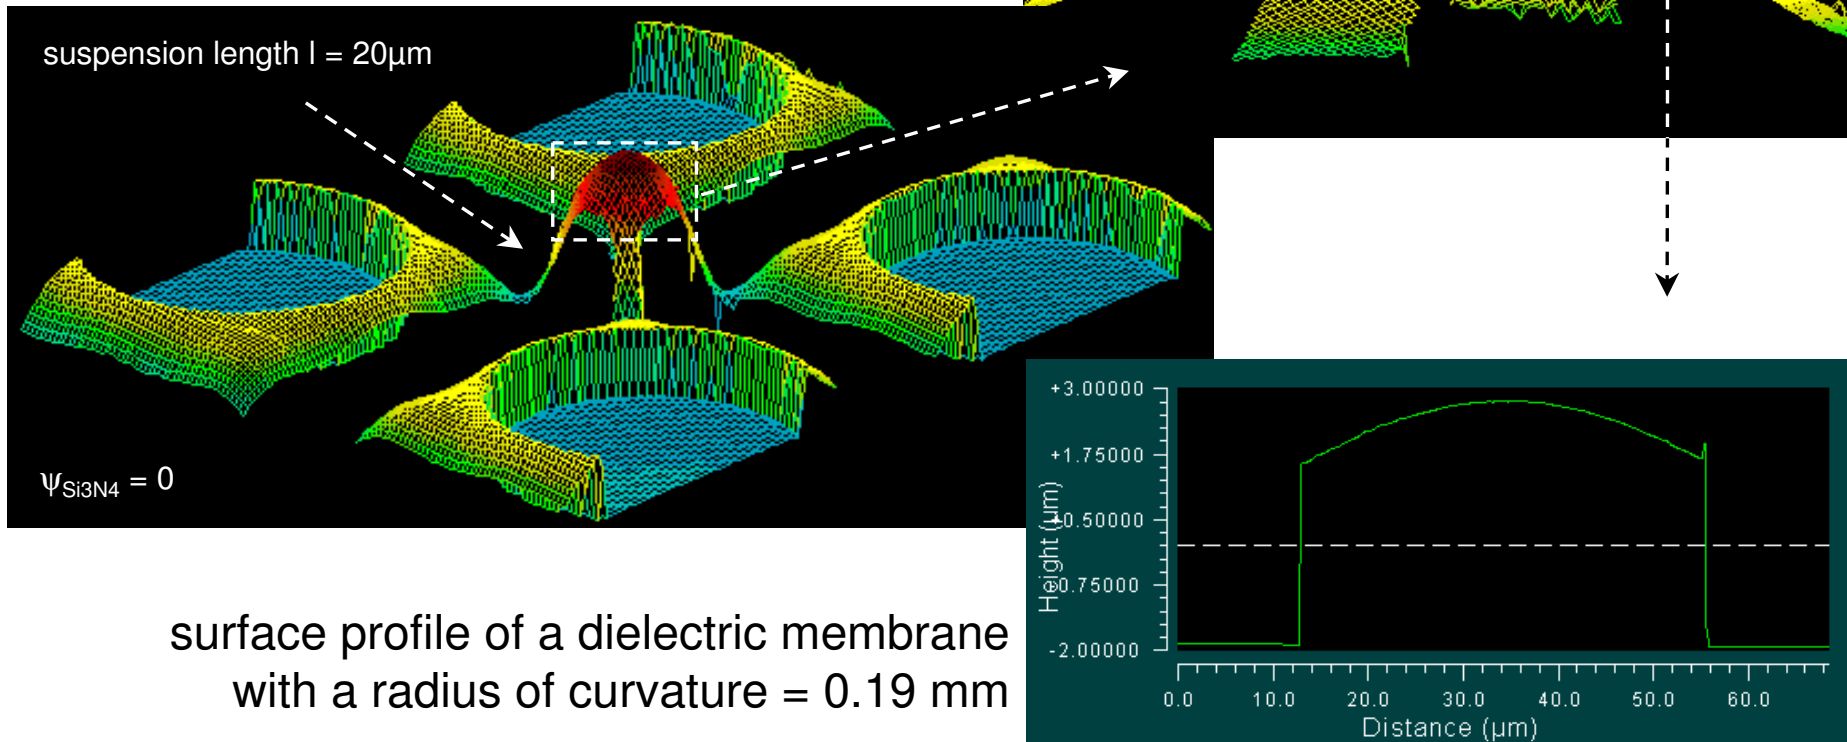 suspension length l = 20µm
ψSi3N4 = 0
surface profile of a dielectric membrane
with a radius of curvature = 0.19 mm
+3.00000
+1.75000
+0.50000
-0.75000
-2.00000
Height (µm)
0.0 10.0 20.0 30.0 40.0 50.0 60.0
Distance (µm)